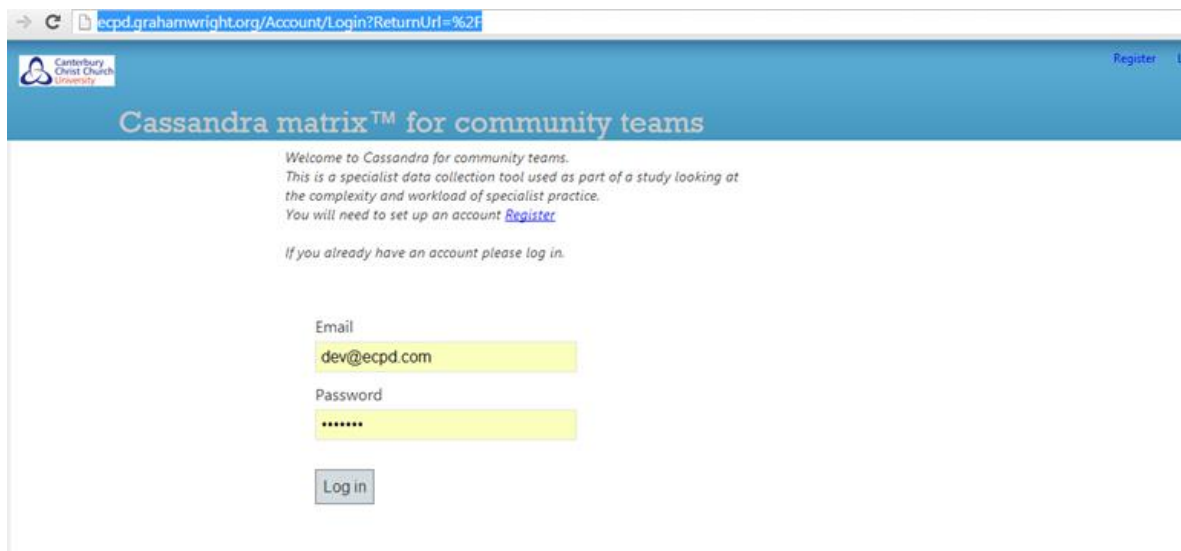 ecpd.grahamwright.org/Account/Login?ReturnUrl=%2F
Canterbury
Christ Church
University
Register
Cassandra matrix™ for community teams
Welcome to Cassandra for community teams.
This is a specialist data collection tool used as part of a study looking at
the complexity and workload of specialist practice.
You will need to set up an account Register
If you already have an account please log in.
Email
dev@ecpd.com
Password
•••••••
Log in